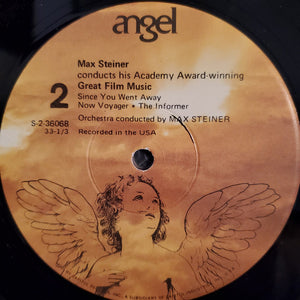 angel
Max Steiner
conducts his Academy Award-winning
Great Film Music
2
Since You Went Away
Now Voyager • The Informer
S-2-36068
33-1/3
Orchestra conducted by MAX STEINER
Recorded in the USA